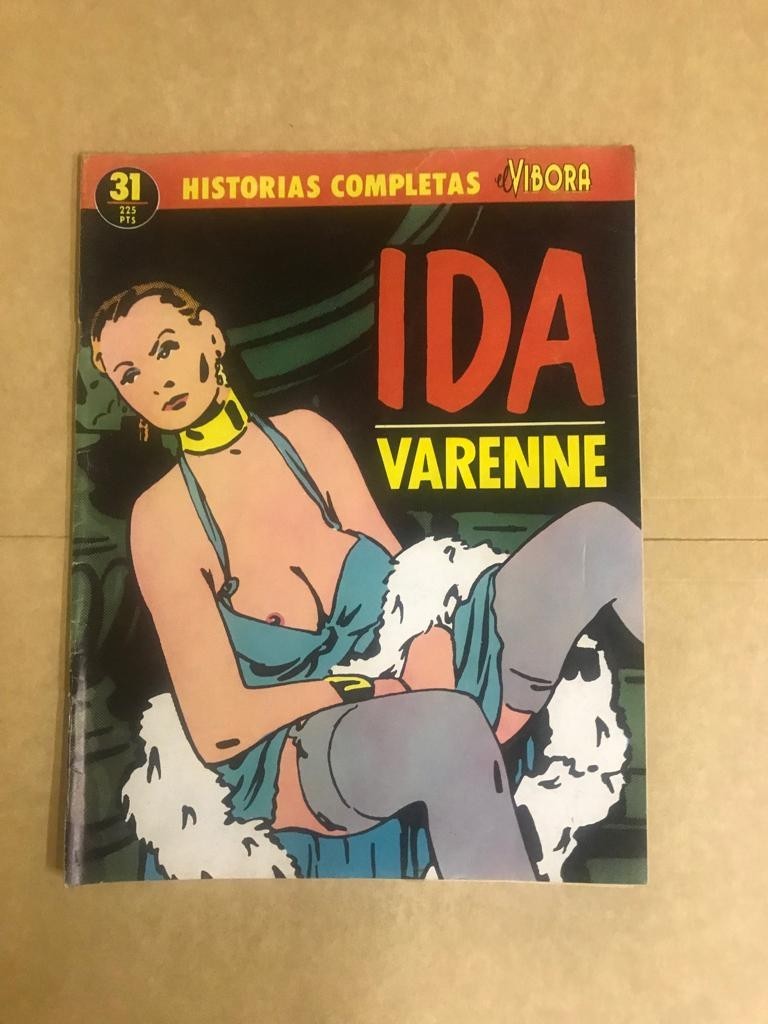 31
225
PTS
HISTORIAS COMPLETAS el VIBORA
IDA
VARENNE